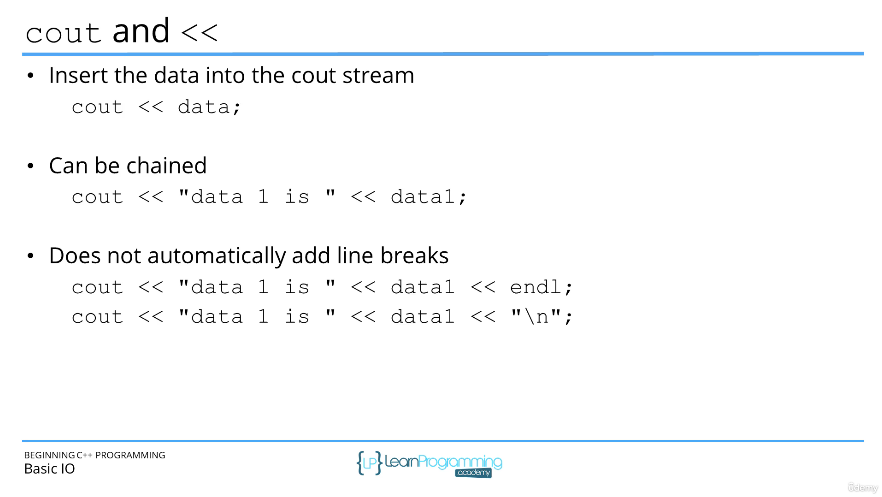 cout and <<
• Insert the data into the cout stream
cout << data;
• Can be chained
cout << "data 1 is " << data1;
• Does not automatically add line breaks
cout << "data 1 is " << data1 << endl;
cout << "data 1 is " << data1 << "\n";
BEGINNING C++ PROGRAMMING
Basic IO
{LP} LearnProgramming
academy
Udemy